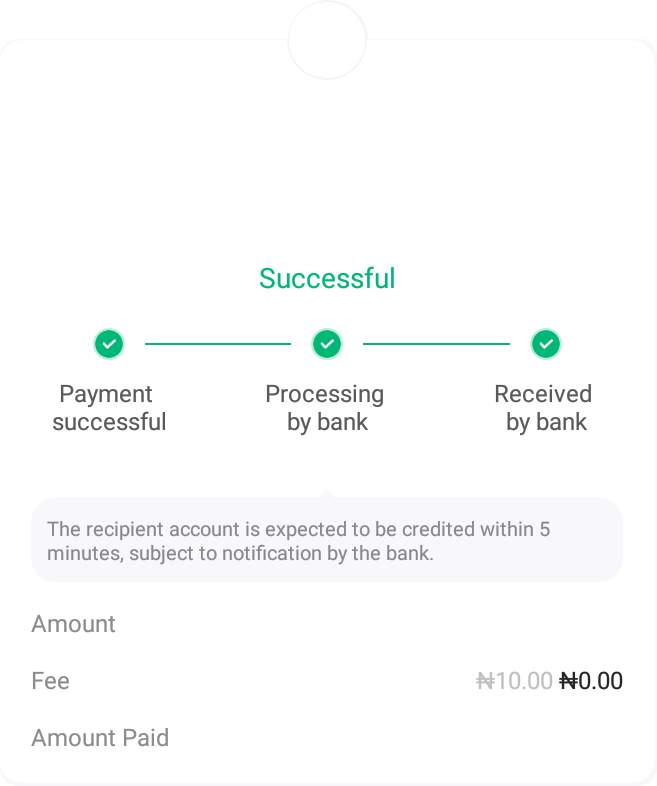 Successful
Payment
successful
Processing
by bank
Received
by bank
The recipient account is expected to be credited within 5
minutes, subject to notification by the bank.
Amount
Fee ₦10.00 ₦0.00
Amount Paid